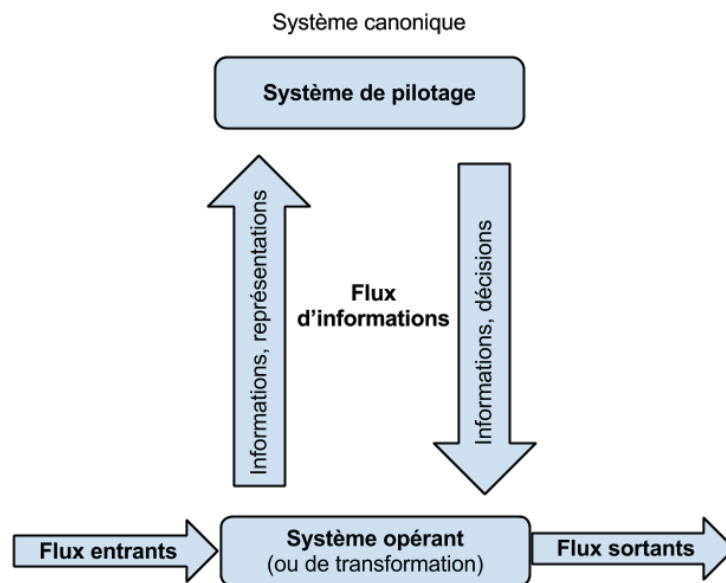 Système canonique
Système de pilotage
Informations, représentations
Flux
d'informations
Informations, décisions
Flux entrants
Système opérant
(ou de transformation)
Flux sortants